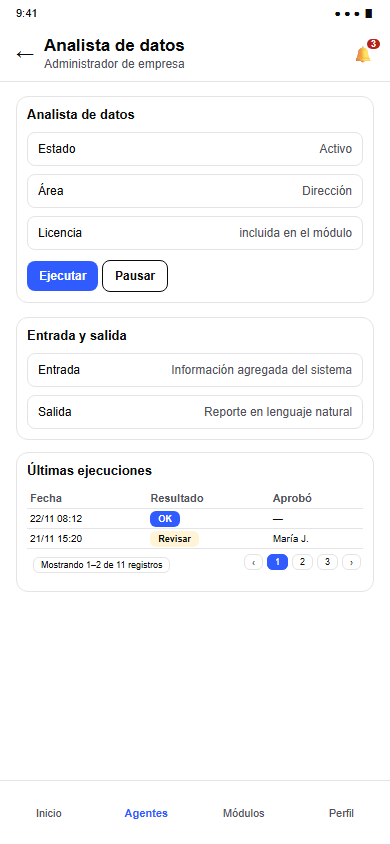 9:41
← Analista de datos
Administrador de empresa
3
Analista de datos
Estado Activo
Área Dirección
Licencia incluida en el módulo
Ejecutar Pausar
Entrada y salida
Entrada Información agregada del sistema
Salida Reporte en lenguaje natural
Últimas ejecuciones
Fecha Resultado Aprobó
22/11 08:12 OK —
21/11 15:20 Revisar María J.
Mostrando 1–2 de 11 registros ‹ 1 2 3 ›
Inicio Agentes Módulos Perfil